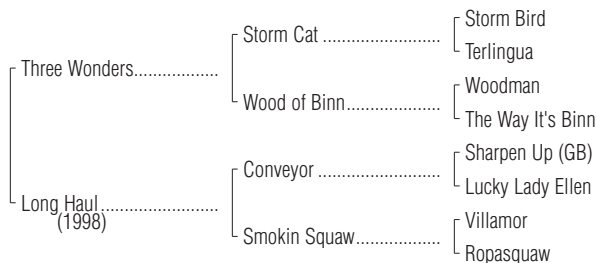 Storm Bird
Storm Cat ........................
Terlingua
Three Wonders.................
Woodman
Wood of Binn...................
The Way It's Binn
Sharpen Up (GB)
Conveyor .........................
Lucky Lady Ellen
Long Haul........................
(1998)
Villamor
Smokin Squaw.................
Ropasquaw